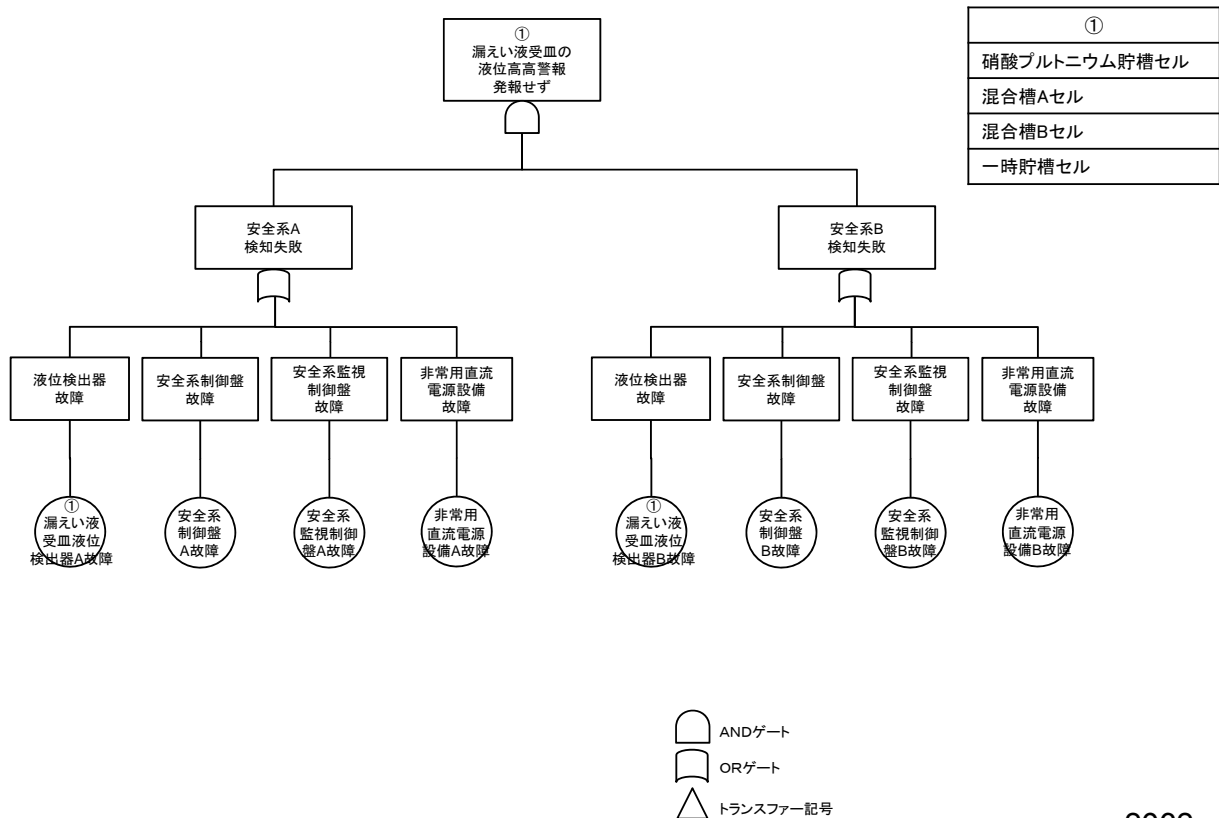 ①
漏えい液受皿の
液位高高警報
発報せず
①
硝酸プルトニウム貯槽セル
混合槽Aセル
混合槽Bセル
一時貯槽セル
安全系A
検知失敗
安全系B
検知失敗
液位検出器
故障
安全系制御盤
故障
安全系監視
制御盤
故障
非常用直流
電源設備
故障
液位検出器
故障
安全系制御盤
故障
安全系監視
制御盤
故障
非常用直流
電源設備
故障
①
漏えい液
受皿液位
検出器A故障
安全系
制御盤
A故障
安全系
監視制御
盤A故障
非常用
直流電源
設備A故障
①
漏えい液
受皿液位
検出器B故障
安全系
制御盤
B故障
安全系
監視制御
盤B故障
非常用
直流電源
設備B故障
ANDゲート
ORゲート
トランスファー記号